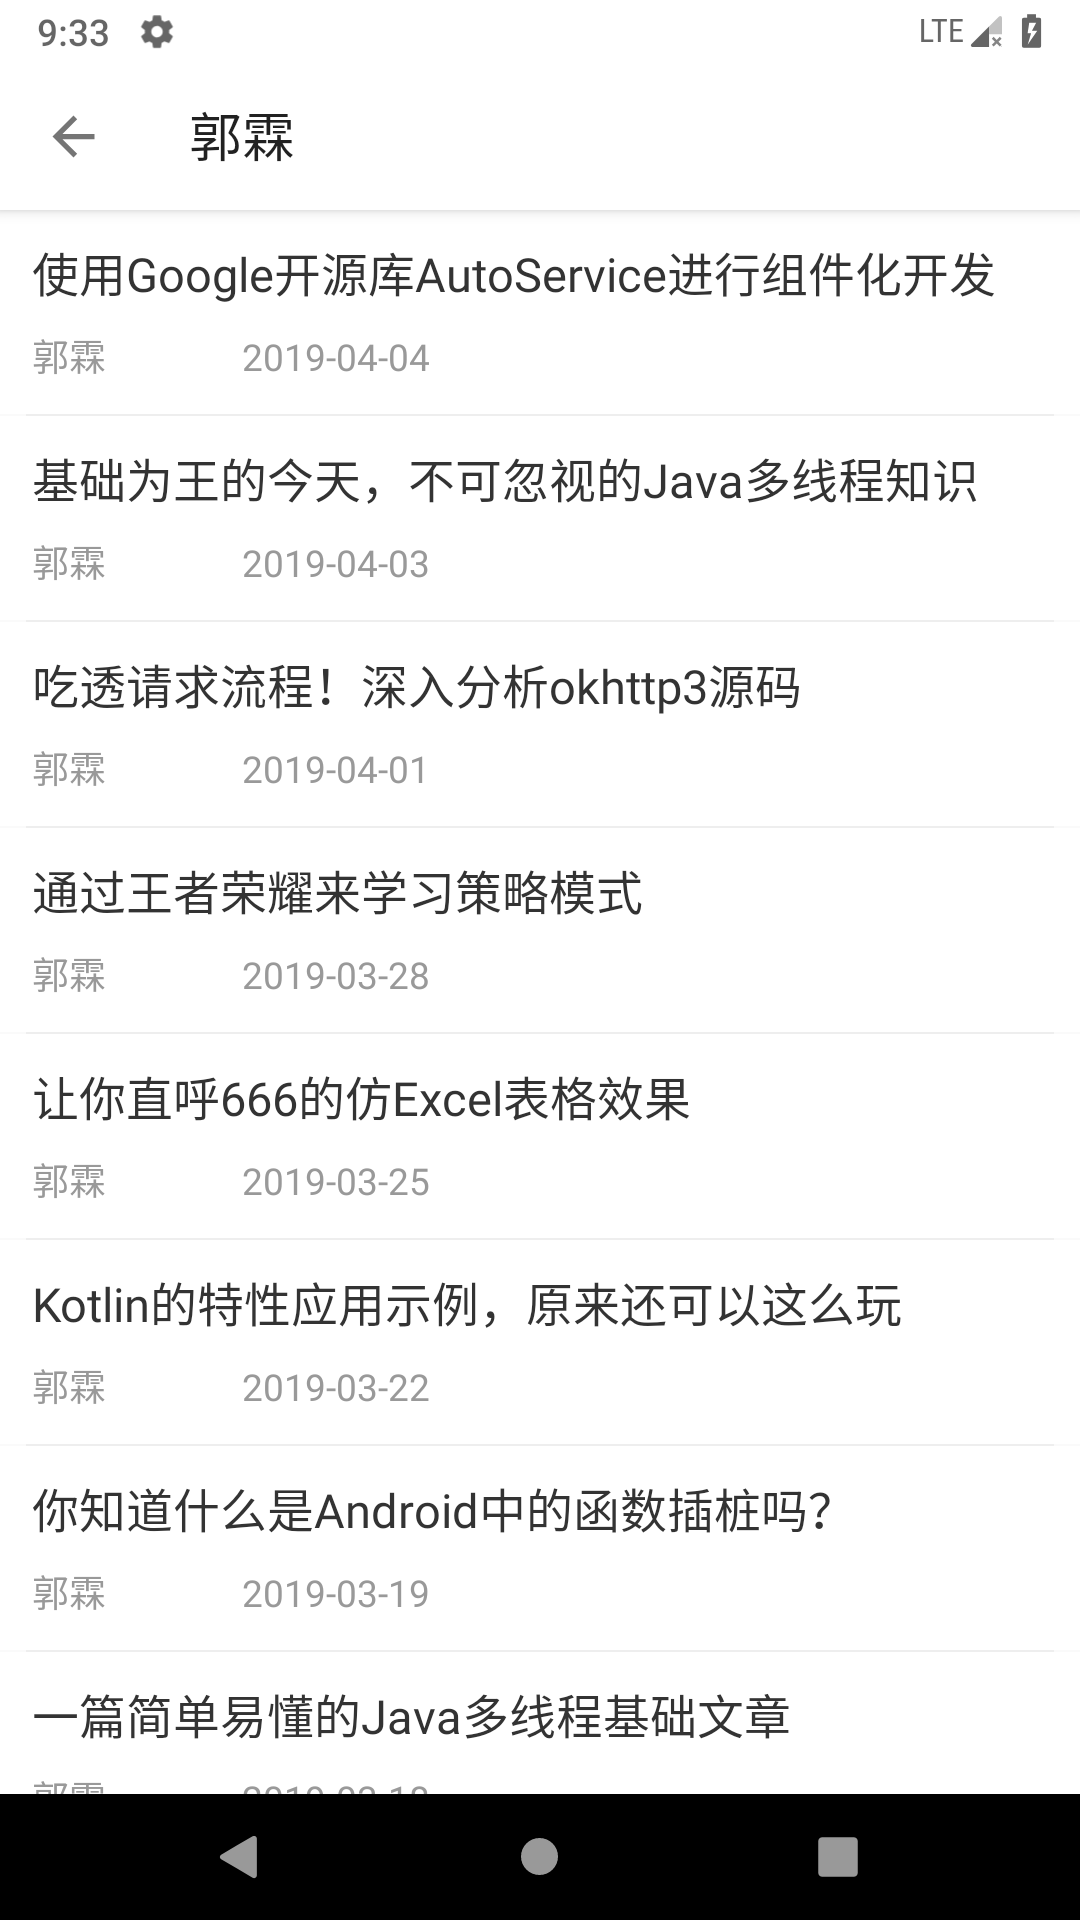 9:33
LTE
郭霖
使用Google开源库AutoService进行组件化开发
郭霖 2019-04-04
基础为王的今天，不可忽视的Java多线程知识
郭霖 2019-04-03
吃透请求流程！深入分析okhttp3源码
郭霖 2019-04-01
通过王者荣耀来学习策略模式
郭霖 2019-03-28
让你直呼666的仿Excel表格效果
郭霖 2019-03-25
Kotlin的特性应用示例，原来还可以这么玩
郭霖 2019-03-22
你知道什么是Android中的函数插桩吗？
郭霖 2019-03-19
一篇简单易懂的Java多线程基础文章
郭霖